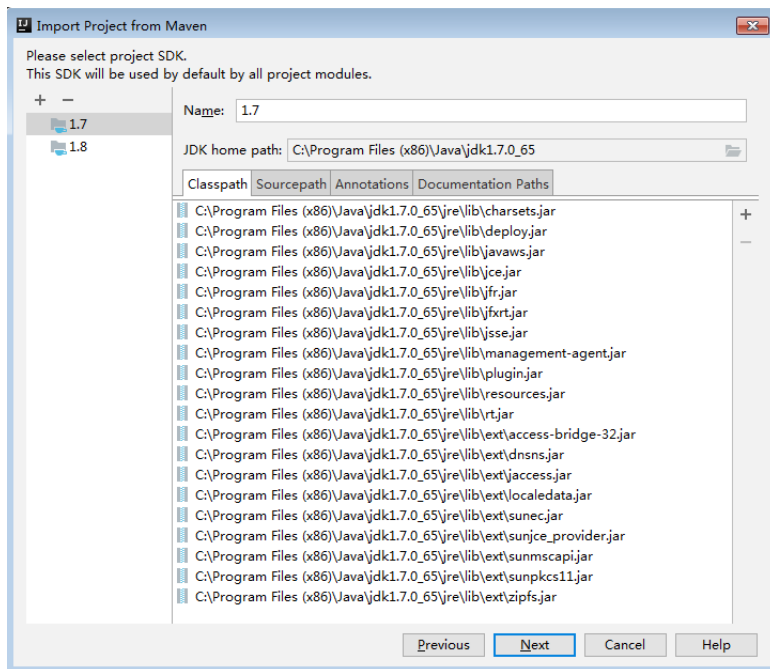 Import Project from Maven
Please select project SDK.
This SDK will be used by default by all project modules.
1.7
1.8
Name: 1.7
JDK home path: C:\Program Files (x86)\Java\jdk1.7.0_65
Classpath Sourcepath Annotations Documentation Paths
C:\Program Files (x86)\Java\jdk1.7.0_65\jre\lib\charsets.jar
C:\Program Files (x86)\Java\jdk1.7.0_65\jre\lib\deploy.jar
C:\Program Files (x86)\Java\jdk1.7.0_65\jre\lib\javaws.jar
C:\Program Files (x86)\Java\jdk1.7.0_65\jre\lib\jce.jar
C:\Program Files (x86)\Java\jdk1.7.0_65\jre\lib\jfr.jar
C:\Program Files (x86)\Java\jdk1.7.0_65\jre\lib\jfxrt.jar
C:\Program Files (x86)\Java\jdk1.7.0_65\jre\lib\jsse.jar
C:\Program Files (x86)\Java\jdk1.7.0_65\jre\lib\management-agent.jar
C:\Program Files (x86)\Java\jdk1.7.0_65\jre\lib\plugin.jar
C:\Program Files (x86)\Java\jdk1.7.0_65\jre\lib\resources.jar
C:\Program Files (x86)\Java\jdk1.7.0_65\jre\lib\rt.jar
C:\Program Files (x86)\Java\jdk1.7.0_65\jre\lib\ext\access-bridge-32.jar
C:\Program Files (x86)\Java\jdk1.7.0_65\jre\lib\ext\dnsns.jar
C:\Program Files (x86)\Java\jdk1.7.0_65\jre\lib\ext\jaccess.jar
C:\Program Files (x86)\Java\jdk1.7.0_65\jre\lib\ext\localedata.jar
C:\Program Files (x86)\Java\jdk1.7.0_65\jre\lib\ext\sunec.jar
C:\Program Files (x86)\Java\jdk1.7.0_65\jre\lib\ext\sunjce_provider.jar
C:\Program Files (x86)\Java\jdk1.7.0_65\jre\lib\ext\sunmscapi.jar
C:\Program Files (x86)\Java\jdk1.7.0_65\jre\lib\ext\sunpkcs11.jar
C:\Program Files (x86)\Java\jdk1.7.0_65\jre\lib\ext\zipfs.jar
Previous Next Cancel Help